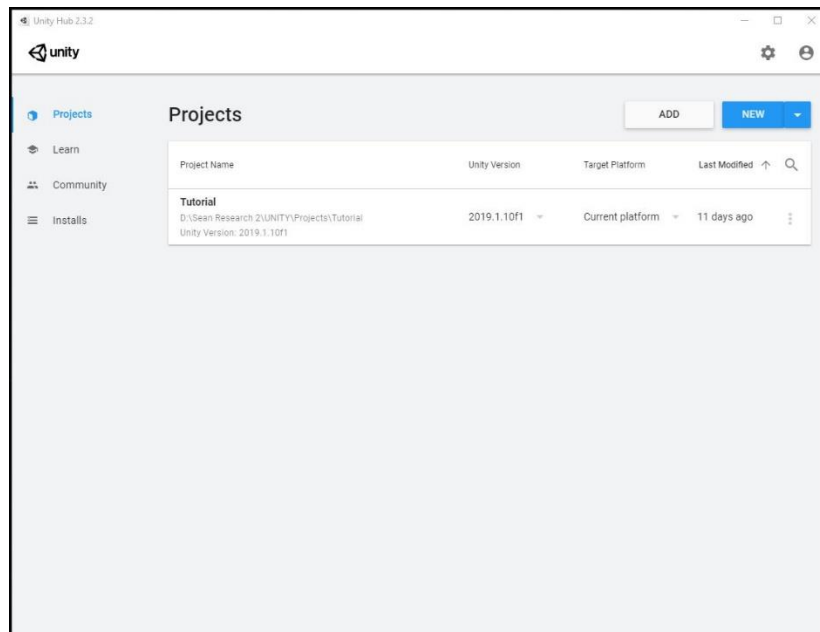 Unity Hub 2.3.2
unity
Projects
Learn
Community
Installs
Projects
ADD
NEW
Project Name
Unity Version
Target Platform
Last Modified
Tutorial
D:\Sean Research 2\UNITY\Projects\Tutorial
Unity Version: 2019.1.10f1
2019.1.10f1
Current platform
11 days ago